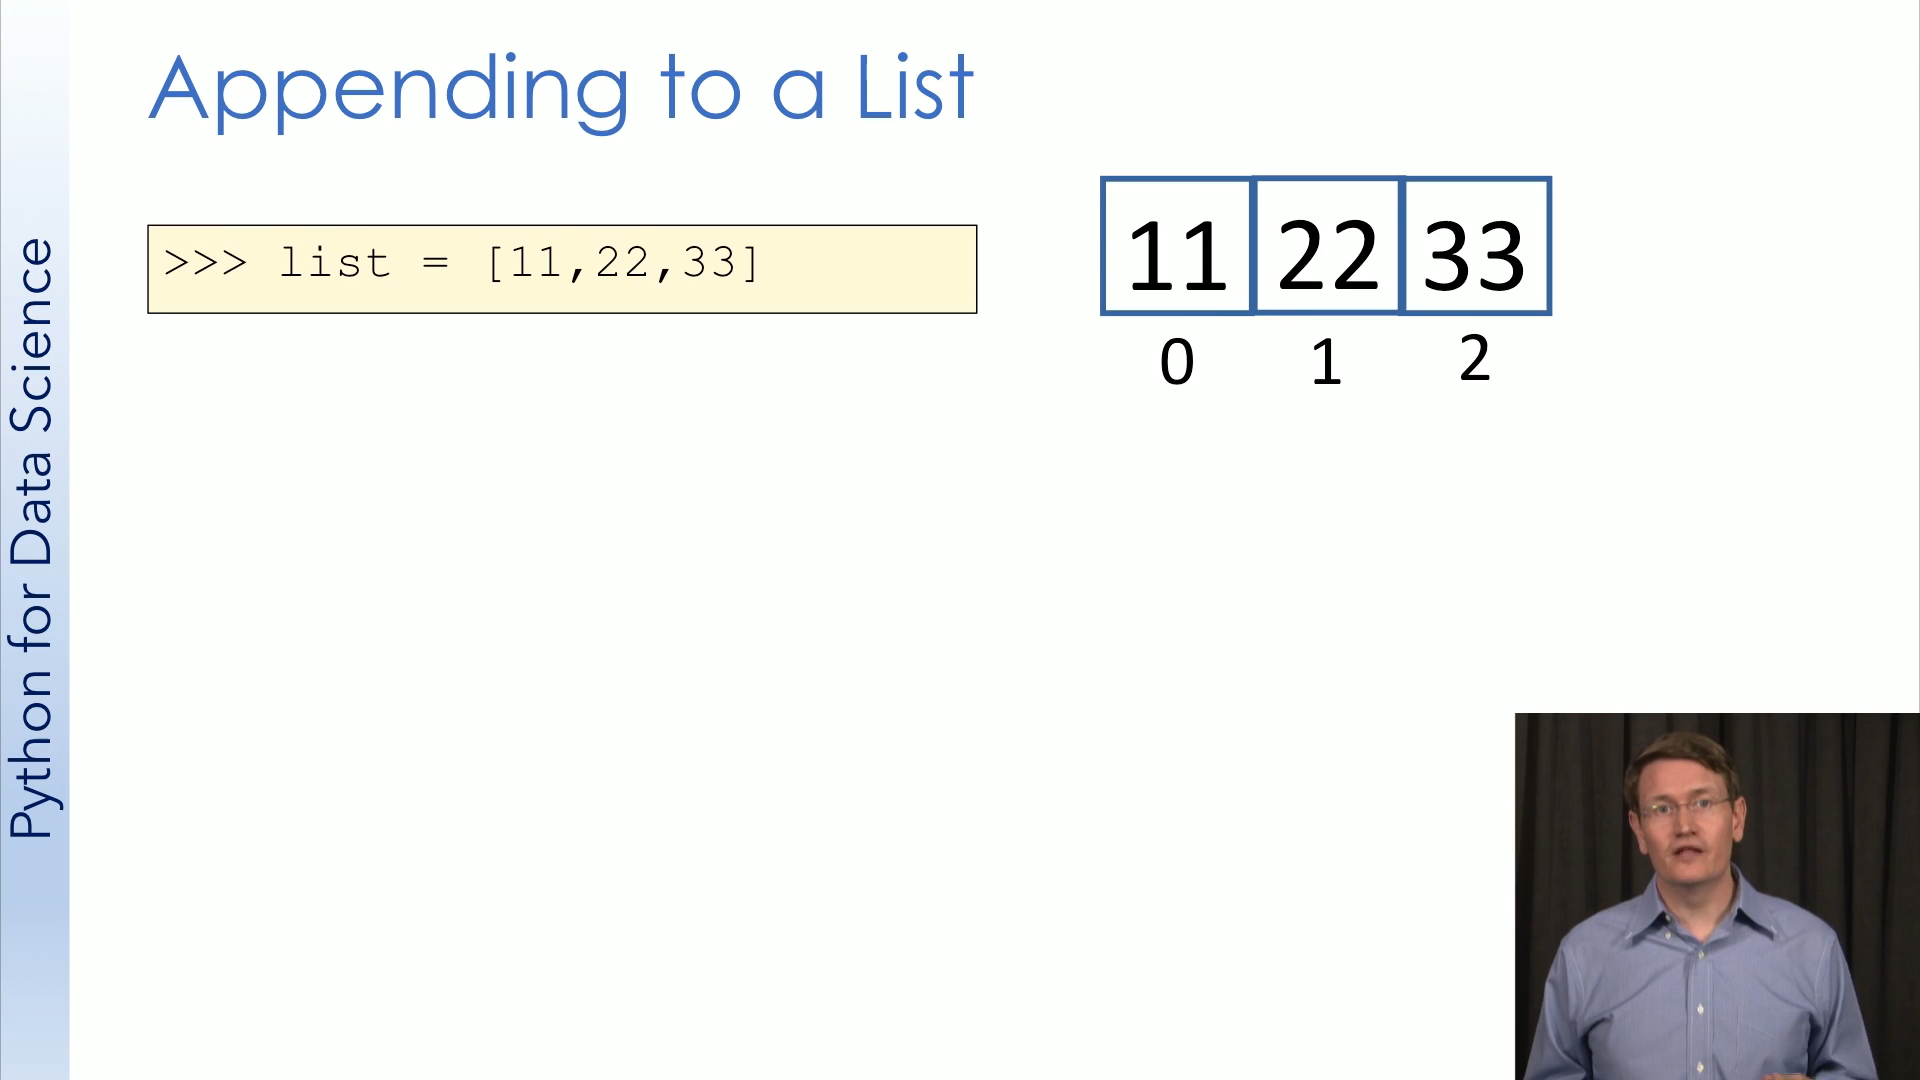 Appending to a List
>>> list = [11,22,33]
11 22 33
0 1 2
Python for Data Science